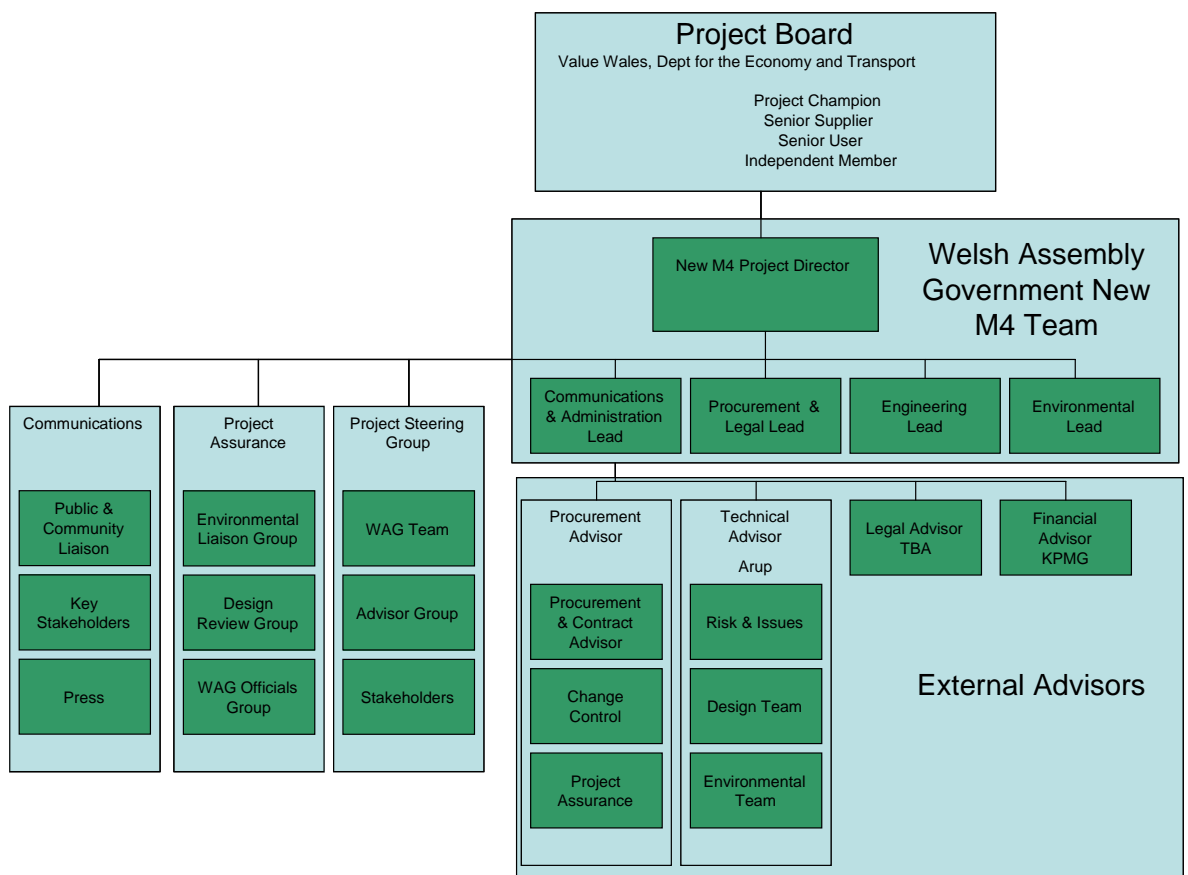 Project Board
Value Wales, Dept for the Economy and Transport
Project Champion
Senior Supplier
Senior User
Independent Member
New M4 Project Director
Welsh Assembly
Government New
M4 Team
Communications
& Administration
Lead
Procurement &
Legal Lead
Engineering
Lead
Environmental
Lead
Communications
Public &
Community
Liaison
Key
Stakeholders
Press
Project
Assurance
Environmental
Liaison Group
Design
Review Group
WAG Officials
Group
Project Steering
Group
WAG Team
Advisor Group
Stakeholders
Procurement
Advisor
Procurement
& Contract
Advisor
Change
Control
Project
Assurance
Technical
Advisor
Arup
Risk & Issues
Design Team
Environmental
Team
Legal Advisor
TBA
Financial
Advisor
KPMG
External Advisors